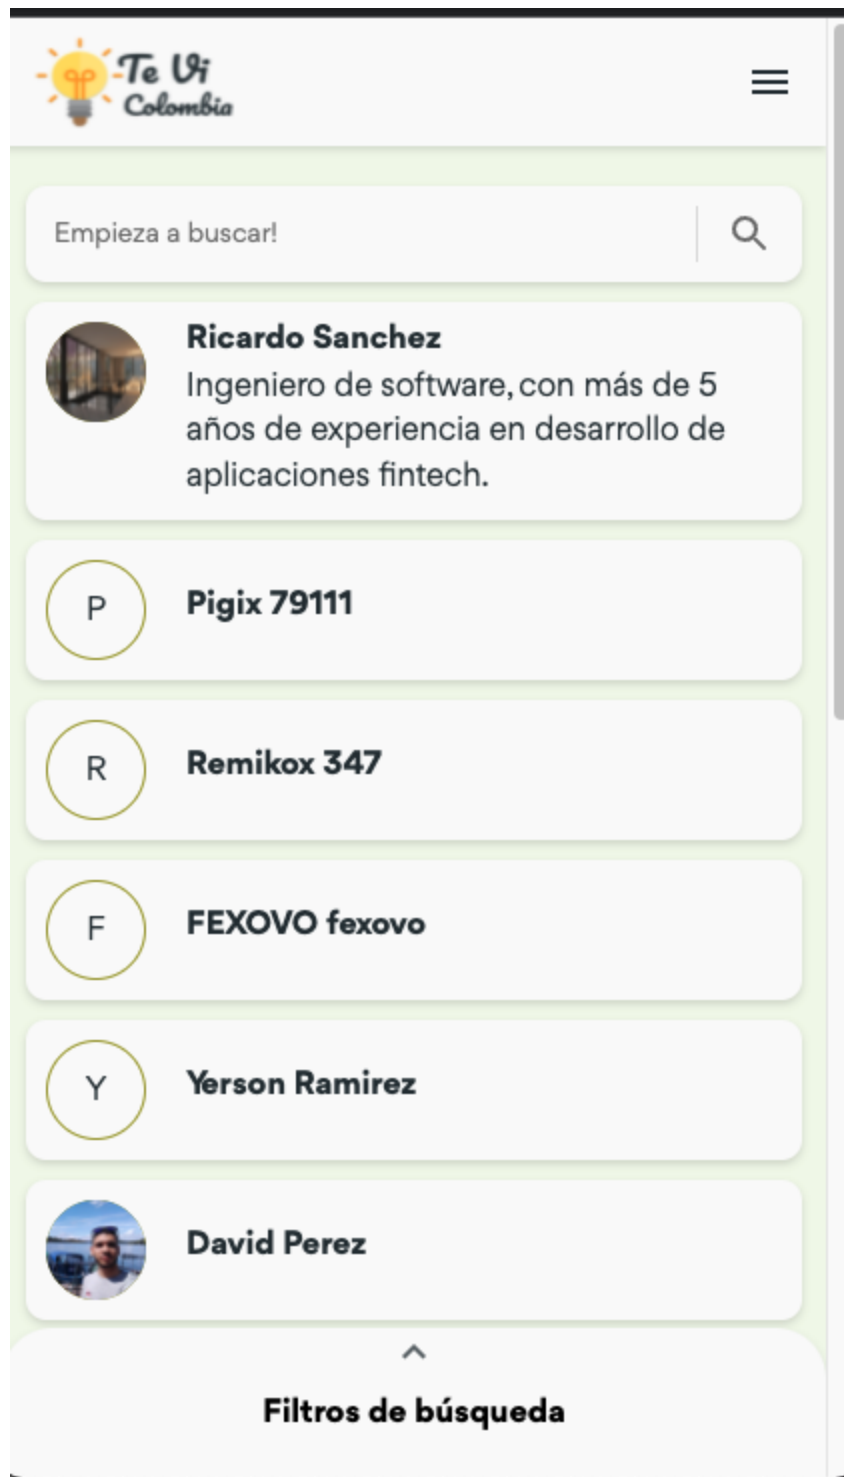 Te Vi
Colombia
Empieza a buscar!
Ricardo Sanchez
Ingeniero de software, con más de 5
años de experiencia en desarrollo de
aplicaciones fintech.
P
Pigix 79111
R
Remikox 347
F
FEXOVO fexovo
Y
Yerson Ramirez
David Perez
Filtros de búsqueda